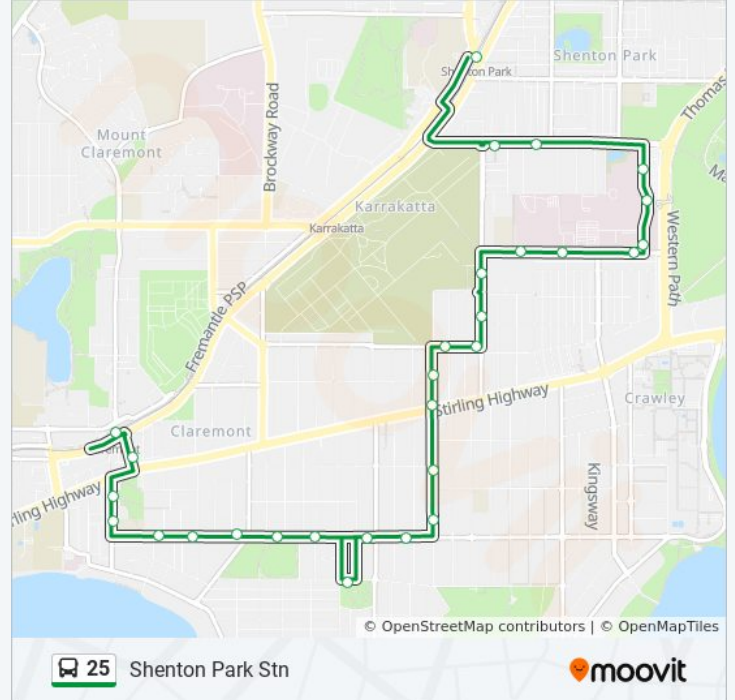 Shenton Park
Shenton Park
Thomas
Mount
Claremont
Brockway Road
Karrakatta
Karrakatta
Western Path
Fremantle PSP
Stirling Highway
Crawley
Claremont
rling Highway
Kingsway
© OpenStreetMap contributors | © OpenMapTiles
25 Shenton Park Stn
moovit